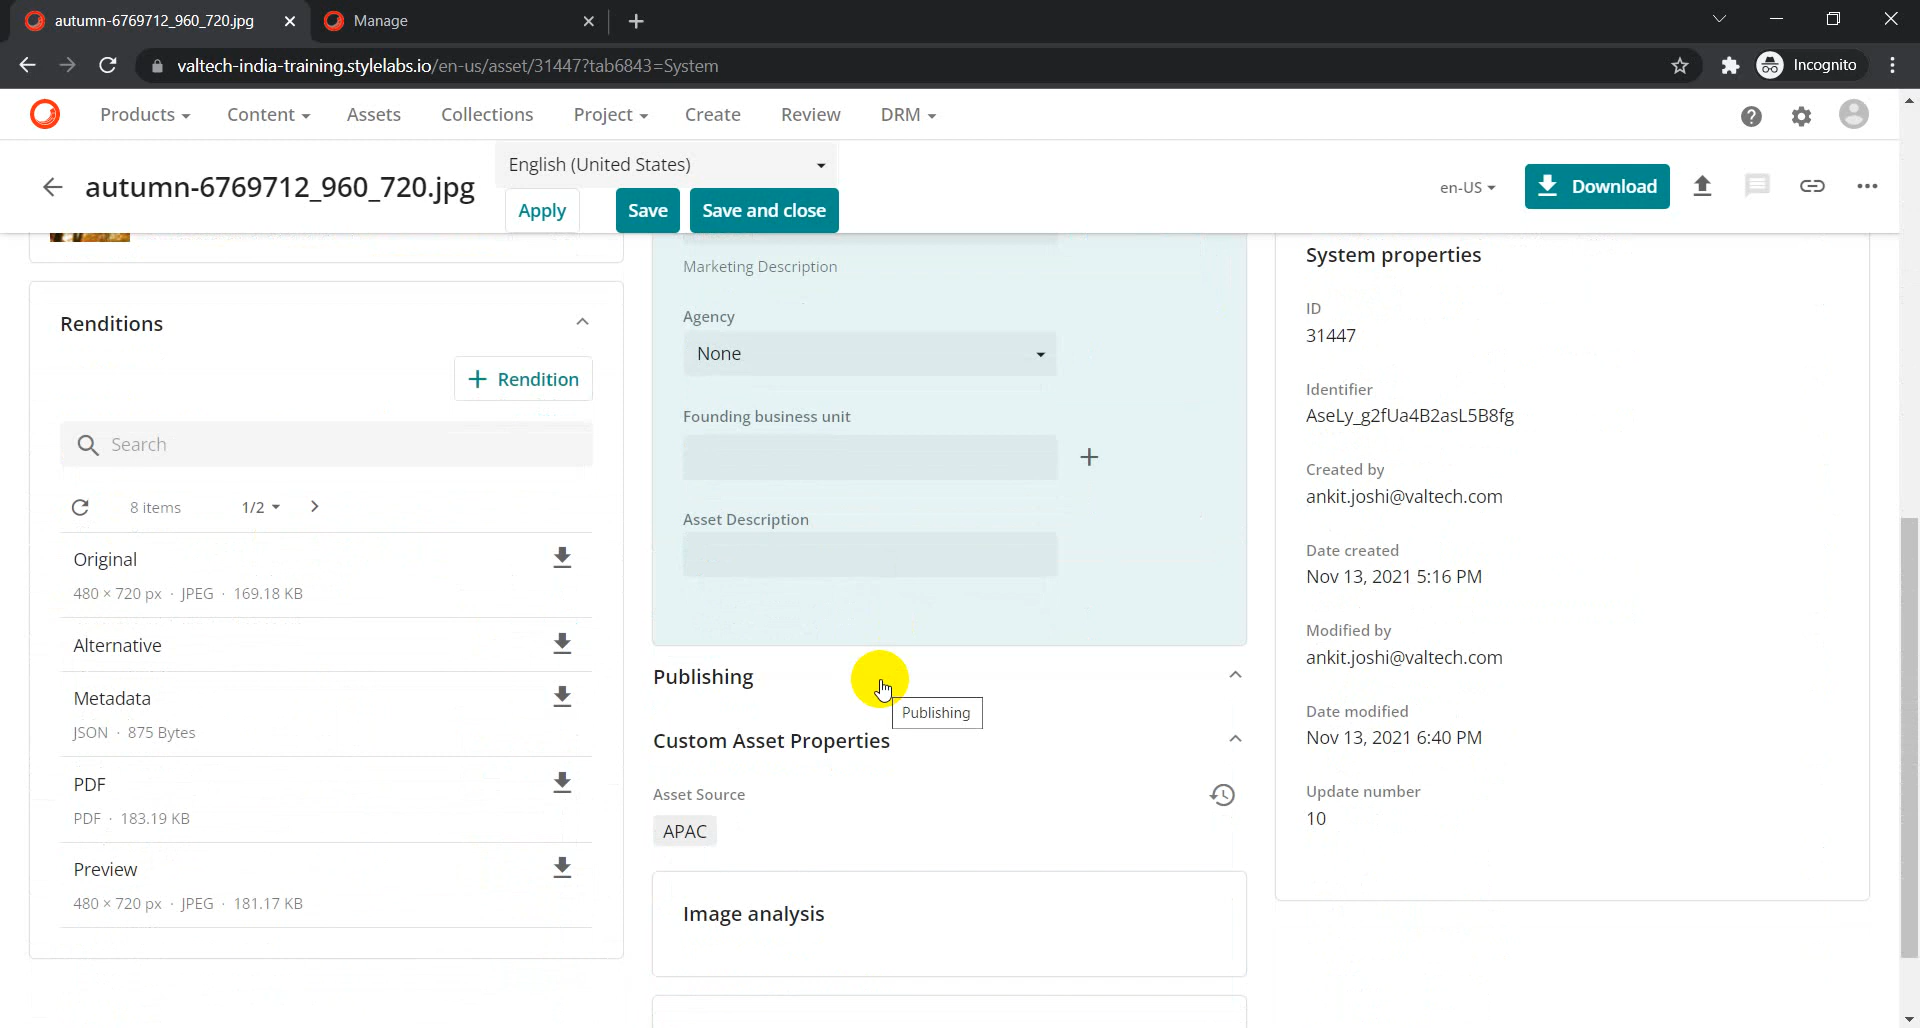 autumn-6769712_960_720.jpg
Manage
valtech-india-training.stylelabs.io/en-us/asset/31447?tab6843=System
Incognito
Products
Content
Assets
Collections
Project
Create
Review
DRM
autumn-6769712_960_720.jpg
English (United States)
Apply
Save
Save and close
en-US
Download
Renditions
Rendition
Search
8 items
1/2
Original
480 × 720 px · JPEG · 169.18 KB
Alternative
Metadata
JSON · 875 Bytes
PDF
PDF · 183.19 KB
Preview
480 × 720 px · JPEG · 181.17 KB
Marketing Description
Agency
None
Founding business unit
Asset Description
Publishing
Publishing
Custom Asset Properties
Asset Source
APAC
Image analysis
System properties
ID
31447
Identifier
AseLy_g2fUa4B2asL5B8fg
Created by
ankit.joshi@valtech.com
Date created
Nov 13, 2021 5:16 PM
Modified by
ankit.joshi@valtech.com
Date modified
Nov 13, 2021 6:40 PM
Update number
10